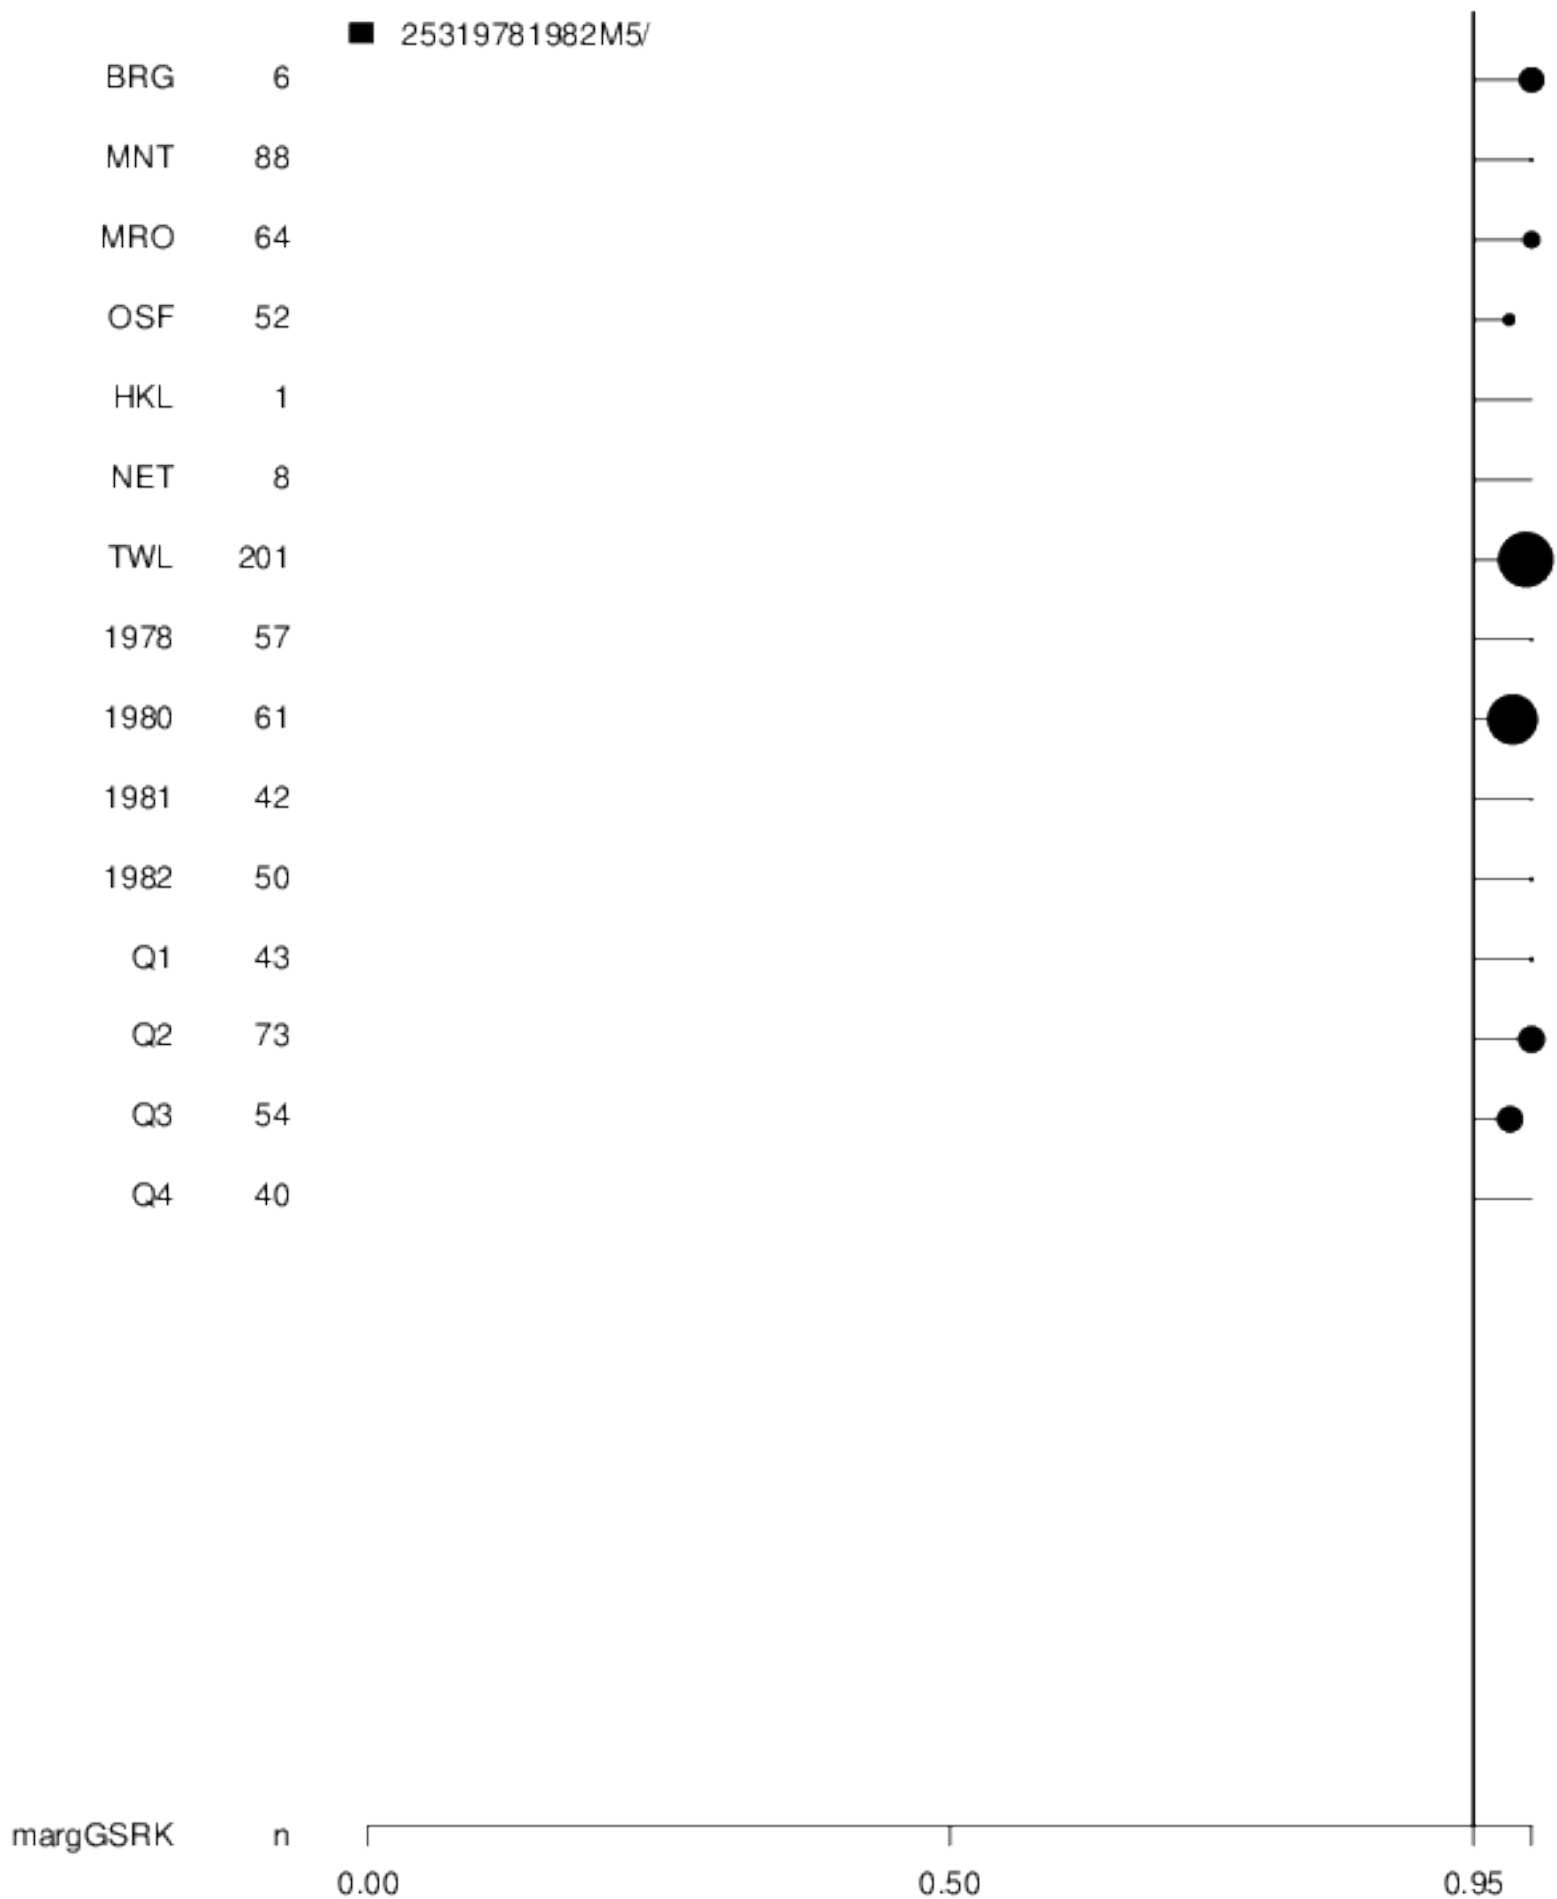 25319781982M5/
BRG 6
MNT 88
MRO 64
OSF 52
HKL 1
NET 8
TWL 201
1978 57
1980 61
1981 42
1982 50
Q1 43
Q2 73
Q3 54
Q4 40
margGSRK n
0.00 0.50 0.95